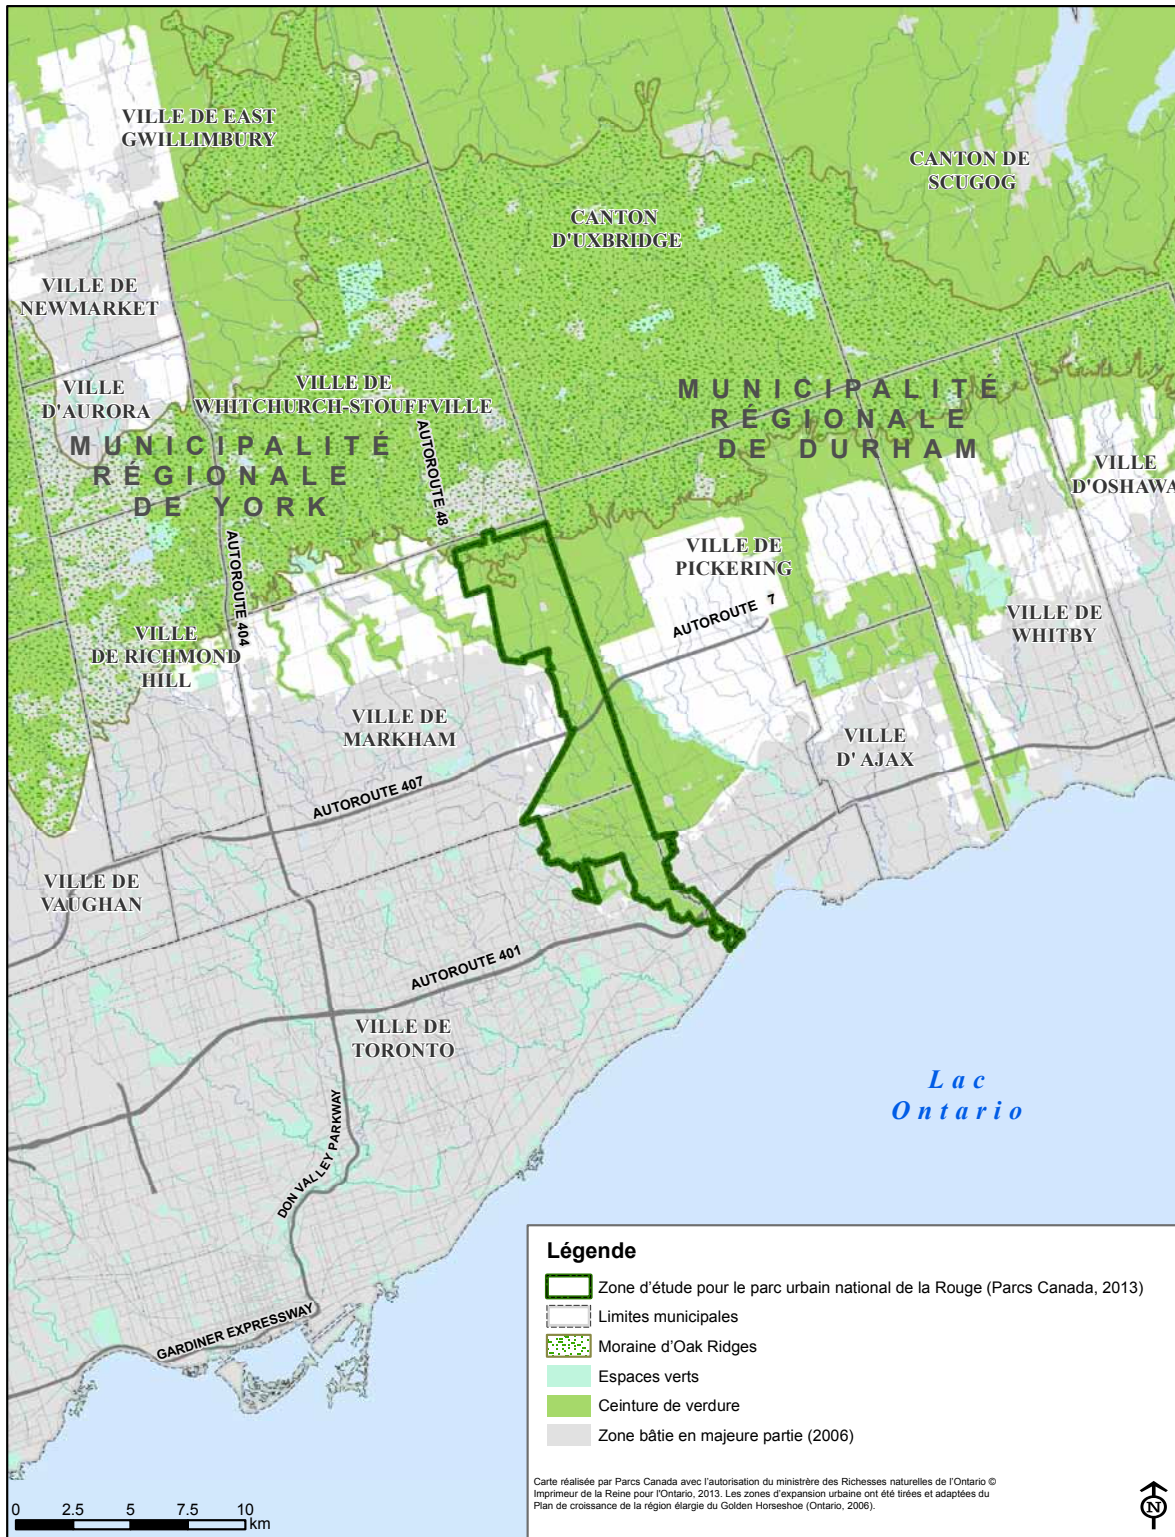 VILLE DE EAST
GWILLIMBURY
CANTON DE
SCUGOG
CANTON
D'UXBRIDGE
VILLE DE
NEWMARKET
VILLE
D'AURORA
VILLE DE
WHITCHURCH-STOUFFVILLE
MUNICIPALITÉ
RÉGIONALE
DE DURHAM
MUNICIPALITÉ
RÉGIONALE
DE YORK
AUTOROUTE 48
VILLE
D'OSHAWA
AUTOROUTE 404
VILLE DE
PICKERING
AUTOROUTE 7
VILLE DE
WHITBY
VILLE
DE RICHMOND
HILL
VILLE DE
MARKHAM
VILLE
D' AJAX
AUTOROUTE 407
VILLE DE
VAUGHAN
AUTOROUTE 401
VILLE DE
TORONTO
Lac
Ontario
DON VALLEY PARKWAY
GARDINER EXPRESSWAY
Légende
Zone d'étude pour le parc urbain national de la Rouge (Parcs Canada, 2013)
Limites municipales
Moraine d'Oak Ridges
Espaces verts
Ceinture de verdure
Zone bâtie en majeure partie (2006)
Carte réalisée par Parcs Canada avec l'autorisation du ministère des Richesses naturelles de l'Ontario ©
Imprimeur de la Reine pour l'Ontario, 2013. Les zones d'expansion urbaine ont été tirées et adaptées du
Plan de croissance de la région élargie du Golden Horseshoe (Ontario, 2006).
0 2.5 5 7.5 10
km
N